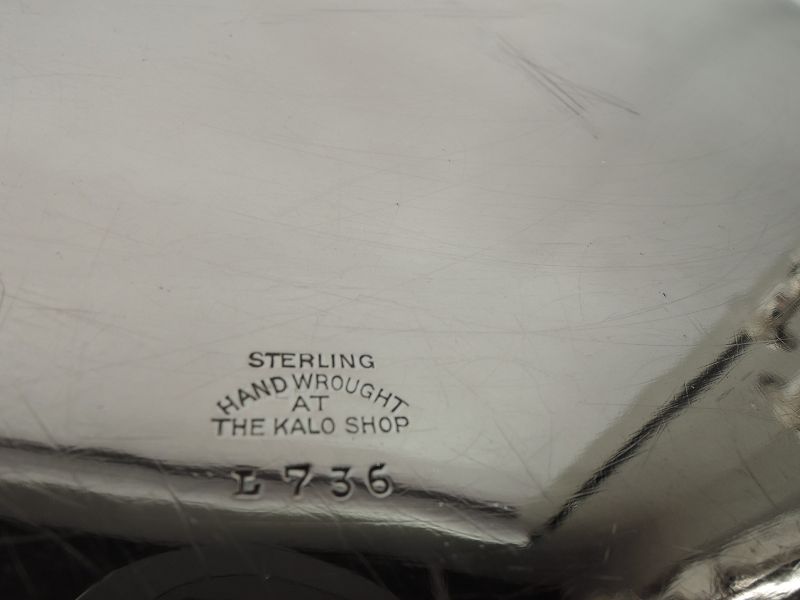 STERLING
HAND WROUGHT
AT
THE KALO SHOP
L 736